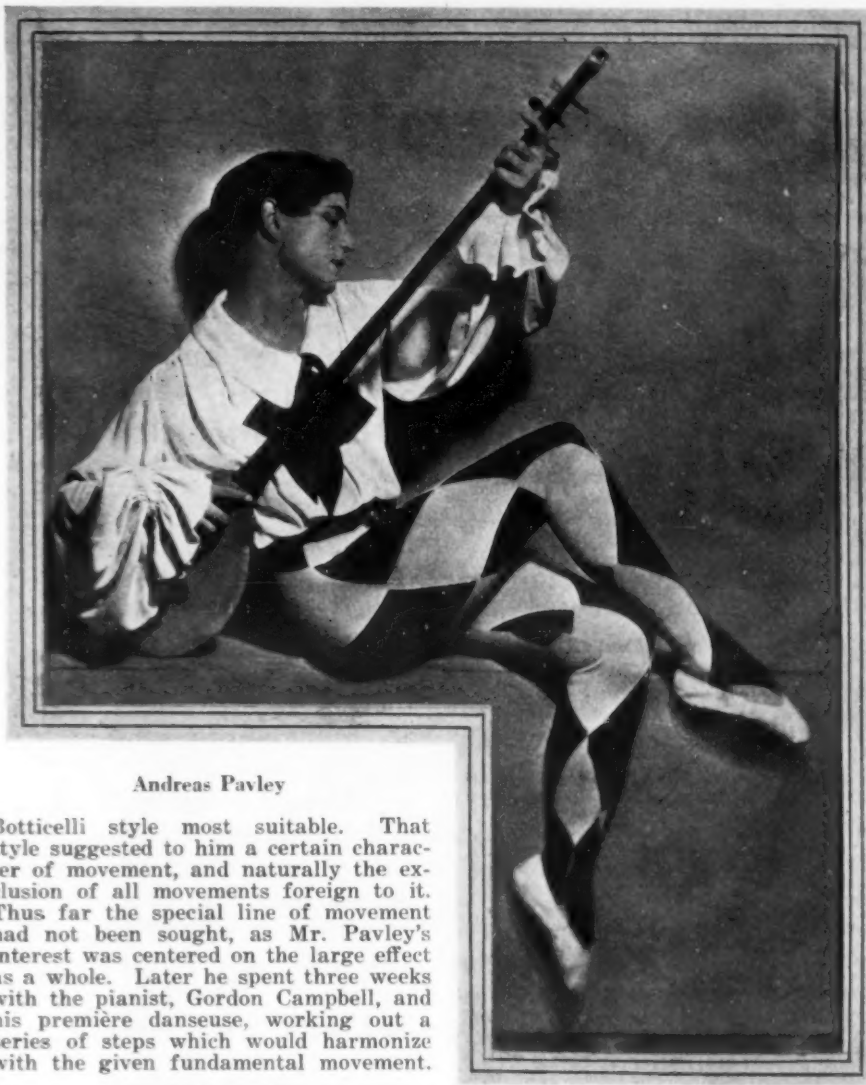 Andreas Pavley
Botticelli style most suitable. That
style suggested to him a certain charac-
ter of movement, and naturally the ex-
clusion of all movements foreign to it.
Thus far the special line of movement
had not been sought, as Mr. Pavley's
interest was centered on the large effect
as a whole. Later he spent three weeks
with the pianist, Gordon Campbell, and
his première danseuse, working out a
series of steps which would harmonize
with the given fundamental movement.